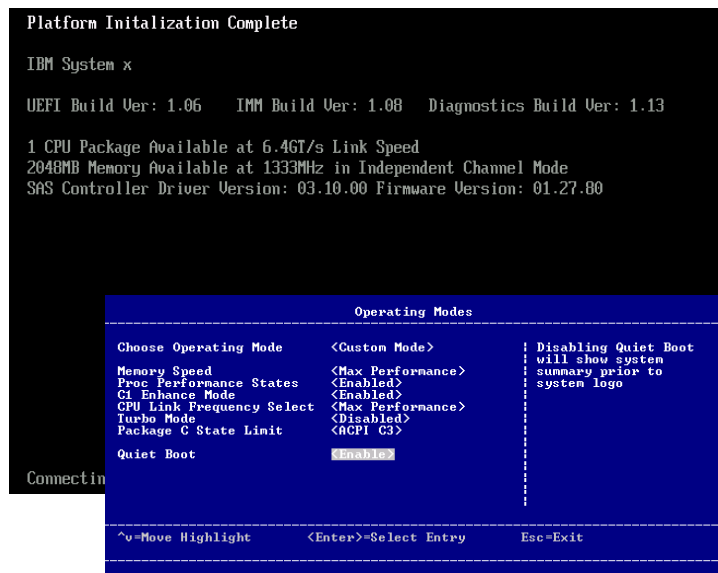 Platform Initalization Complete
IBM System x
UEFI Build Ver: 1.06 IMM Build Ver: 1.08 Diagnostics Build Ver: 1.13
1 CPU Package Available at 6.4GT/s Link Speed
2048MB Memory Available at 1333MHz in Independent Channel Mode
SAS Controller Driver Version: 03.10.00 Firmware Version: 01.27.80
Connectin
Operating Modes
Choose Operating Mode <Custom Mode>
Memory Speed <Max Performance>
Proc Performance States <Enabled>
C1 Enhance Mode <Enabled>
CPU Link Frequency Select <Max Performance>
Turbo Mode <Disabled>
Package C State Limit <ACPI C3>
Quiet Boot <Enable>
Disabling Quiet Boot
will show system
summary prior to
system logo
^v=Move Highlight <Enter>=Select Entry Esc=Exit